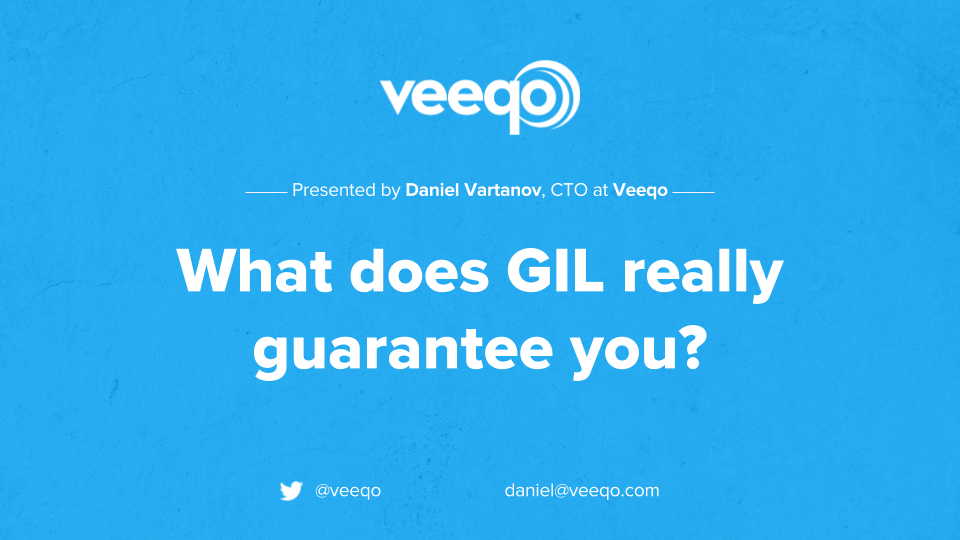 veeqo
Presented by Daniel Vartanov, CTO at Veeqo
What does GIL really
guarantee you?
@veeqo
daniel@veeqo.com